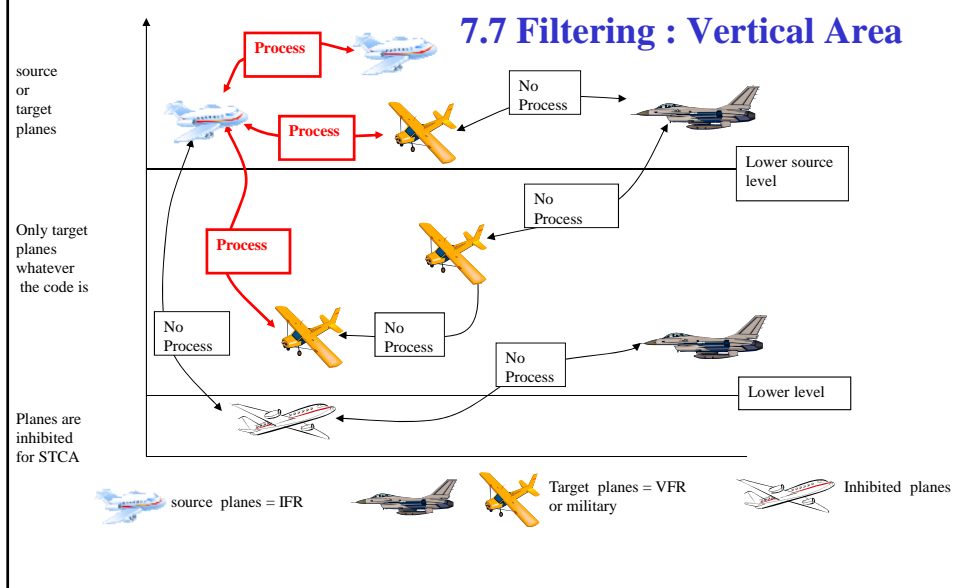 7.7 Filtering : Vertical Area
Process
source
or
target
planes
No
Process
Process
Lower source
level
No
Process
Only target
planes
whatever
the code is
Process
No
Process
No
Process
No
Process
Lower level
Planes are
inhibited
for STCA
source planes = IFR
Target planes = VFR
or military
Inhibited planes